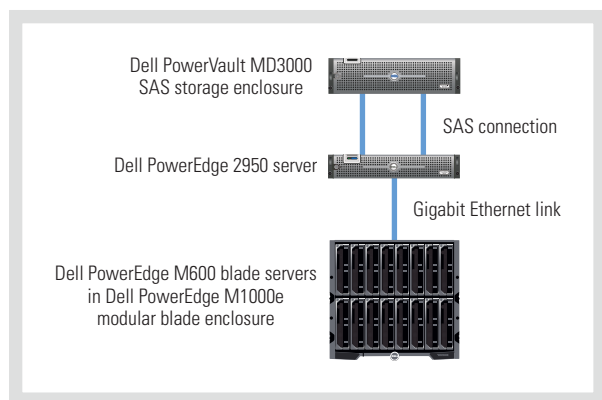 Dell PowerVault MD3000
SAS storage enclosure
SAS connection
Dell PowerEdge 2950 server
Gigabit Ethernet link
Dell PowerEdge M600 blade servers
in Dell PowerEdge M1000e
modular blade enclosure